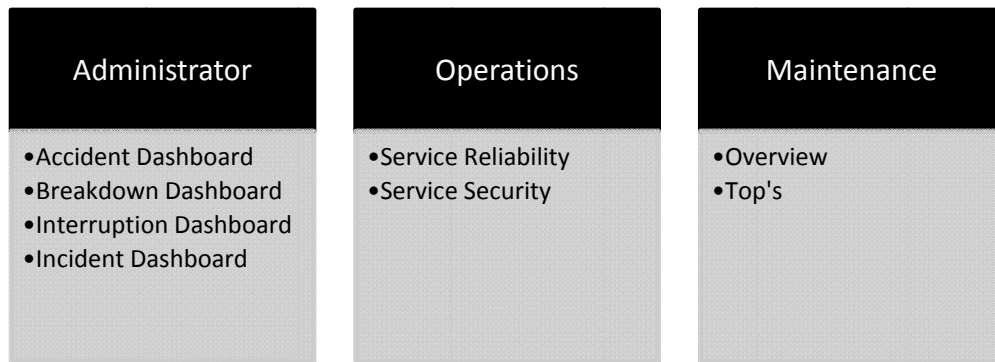 Administrator
•Accident Dashboard
•Breakdown Dashboard
•Interruption Dashboard
•Incident Dashboard
Operations
•Service Reliability
•Service Security
Maintenance
•Overview
•Top's